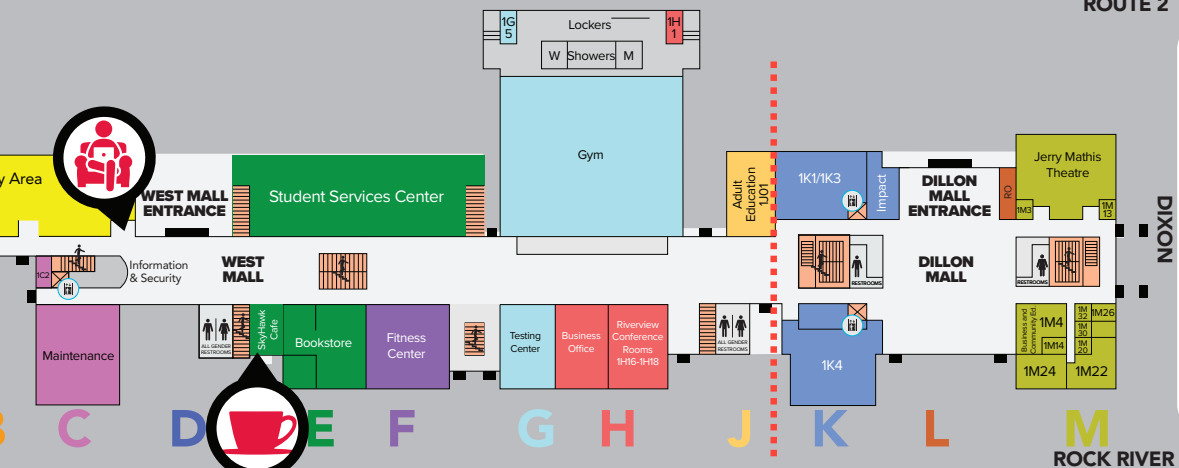 ROUTE 2
1G
5
Lockers
1H
1
W
Showers
M
Gym
y Area
WEST MALL
ENTRANCE
Student Services Center
Adult
Education
1J01
1K1/1K3
Impact
DILLON
MALL
ENTRANCE
RO
Jerry Mathis
Theatre
1M3
1M
13
DIXON
1C2
Information
& Security
WEST
MALL
RESTROOMS
DILLON
MALL
RESTROOMS
Maintenance
ALL GENDER
RESTROOMS
SkyHawk
Cafe
Bookstore
Fitness
Center
Testing
Center
Business
Office
Riverview
Conference
Rooms
1H16-1H18
ALL GENDER
RESTROOMS
1K4
Business and
Community Ed
1M4
1M14
1M
32
1M26
1M
30
1M
20
1M24
1M22
B
C
D
E
F
G
H
J
K
L
M
ROCK RIVER